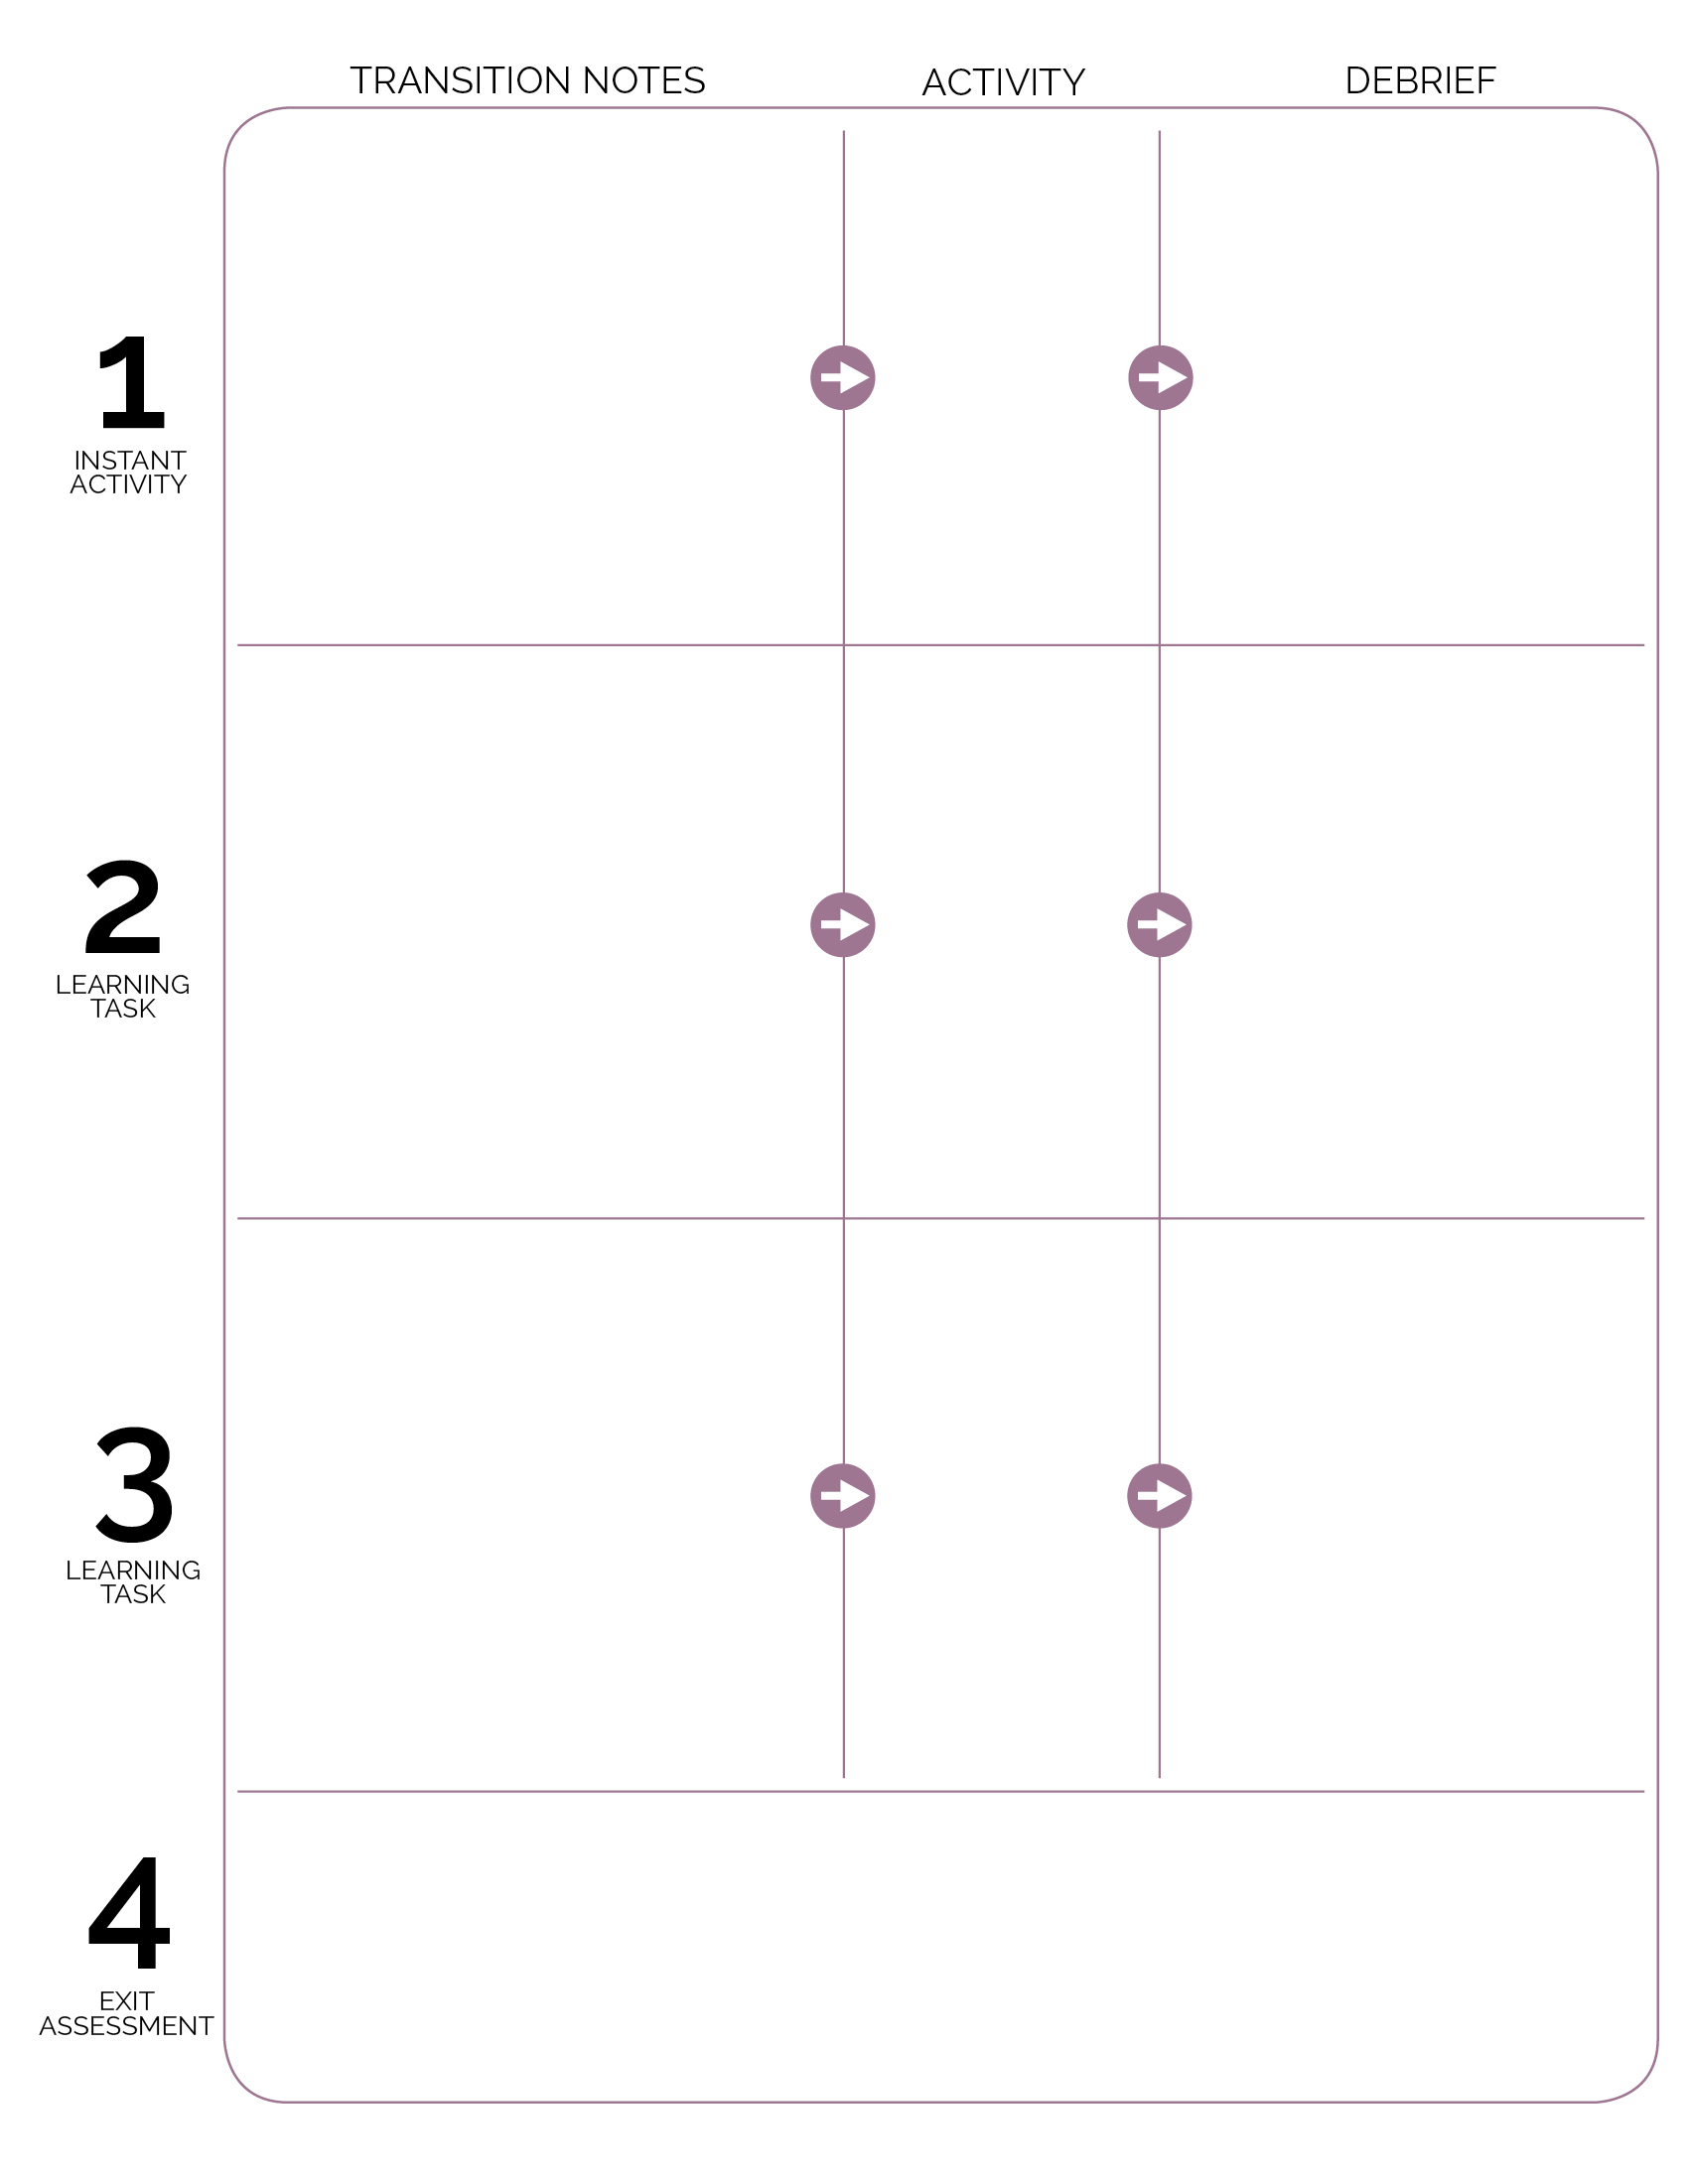 TRANSITION NOTES
ACTIVITY
DEBRIEF
1
INSTANT
ACTIVITY
2
LEARNING
TASK
3
LEARNING
TASK
4
EXIT
ASSESSMENT